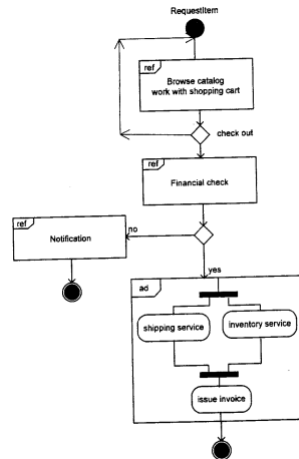 RequestItem
ref
Browse catalog
work with shopping cart
check out
ref
Financial check
ref
Notification
no
yes
ad
shipping service
inventory service
issue invoice